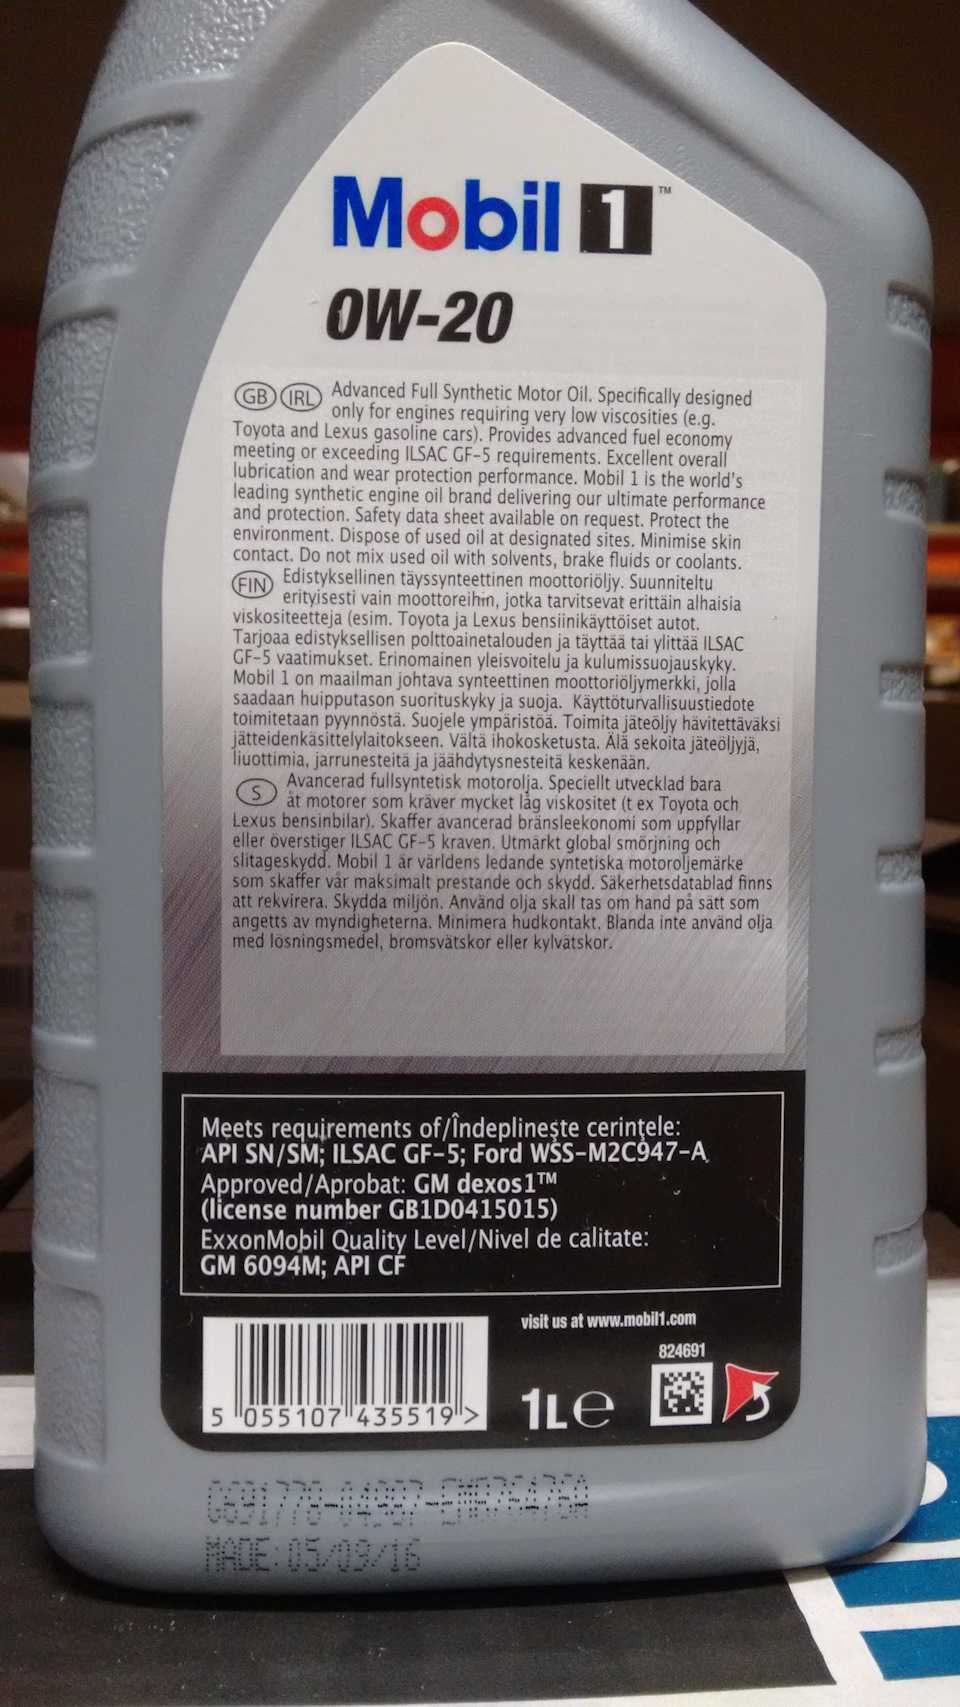 Mobil 1™
0W-20
GB IRL Advanced Full Synthetic Motor Oil. Specifically designed
only for engines requiring very low viscosities (e.g.
Toyota and Lexus gasoline cars). Provides advanced fuel economy
meeting or exceeding ILSAC GF-5 requirements. Excellent overall
lubrication and wear protection performance. Mobil 1 is the world's
leading synthetic engine oil brand delivering our ultimate performance
and protection. Safety data sheet available on request. Protect the
environment. Dispose of used oil at designated sites. Minimise skin
contact. Do not mix used oil with solvents, brake fluids or coolants.
FIN Edistyksellinen täyssynteettinen moottoriöljy. Suunniteltu
erityisesti vain moottoreihin, jotka tarvitsevat erittäin alhaisia
viskositeetteja (esim. Toyota ja Lexus bensiinikäyttöiset autot.
Tarjoaa edistyksellisen polttoainetalouden ja täyttää tai ylittää ILSAC
GF-5 vaatimukset. Erinomainen yleisvoitelu ja kulumissuojauskyky.
Mobil 1 on maailman johtava synteettinen moottoriöljymerkki, jolla
saadaan huipputason suorituskyky ja suoja. Käyttöturvallisuustiedote
toimitetaan pyynnöstä. Suojele ympäristöä. Toimita jäteöljy hävitettäväksi
jätteidenkäsittelylaitokseen. Vältä ihokosketusta. Älä sekoita jäteöljyjä,
liuottimia, jarrunesteitä ja jäähdytysnesteitä keskenään.
S Avancerad fullsyntetisk motorolja. Speciellt utvecklad bara
åt motorer som kräver mycket låg viskositet (t ex Toyota och
Lexus bensinbilar). Skaffer avancerad bränsleekonomi som uppfyllar
eller överstiger ILSAC GF-5 kraven. Utmärkt global smörjning och
slitageskydd. Mobil 1 är världens ledande syntetiska motoroljemärke
som skaffer vår maksimalt prestande och skydd. Säkerhetsdatablad finns
att rekvirera. Skydda miljön. Använd olja skall tas om hand på sätt som
angetts av myndigheterna. Minimera hudkontakt. Blanda inte använd olja
med lösningsmedel, bromsvätskor eller kylvätskor.
Meets requirements of/Îndeplinește cerințele:
API SN/SM; ILSAC GF-5; Ford WSS-M2C947-A
Approved/Aprobat: GM dexos1™
(license number GB1D0415015)
ExxonMobil Quality Level/Nivel de calitate:
GM 6094M; API CF
visit us at www.mobil1.com
824691
5 055107 435519 >
1L e
MADE:05/09/16